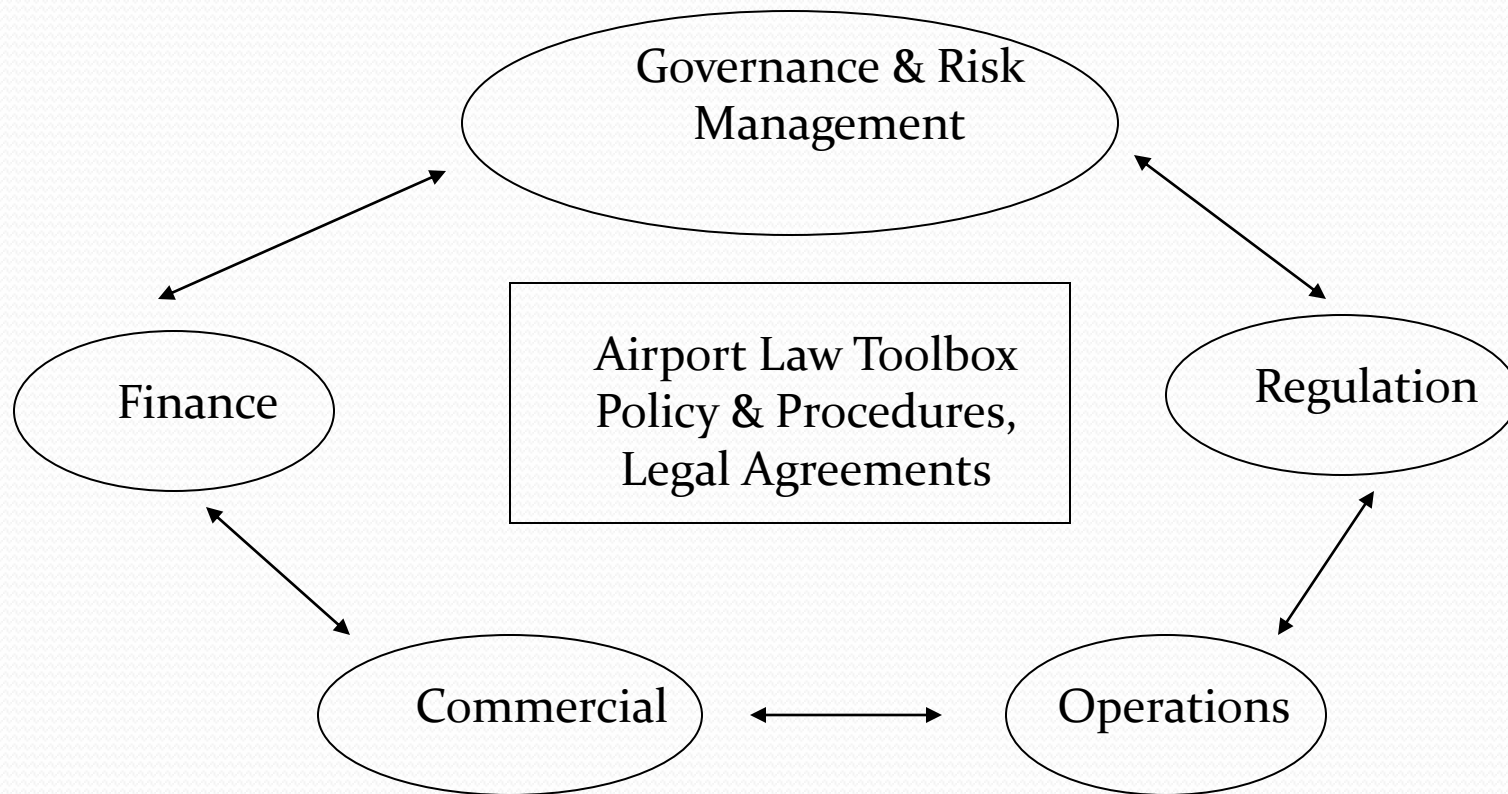 Governance & Risk
Management
Finance
Airport Law Toolbox
Policy & Procedures,
Legal Agreements
Regulation
Commercial
Operations